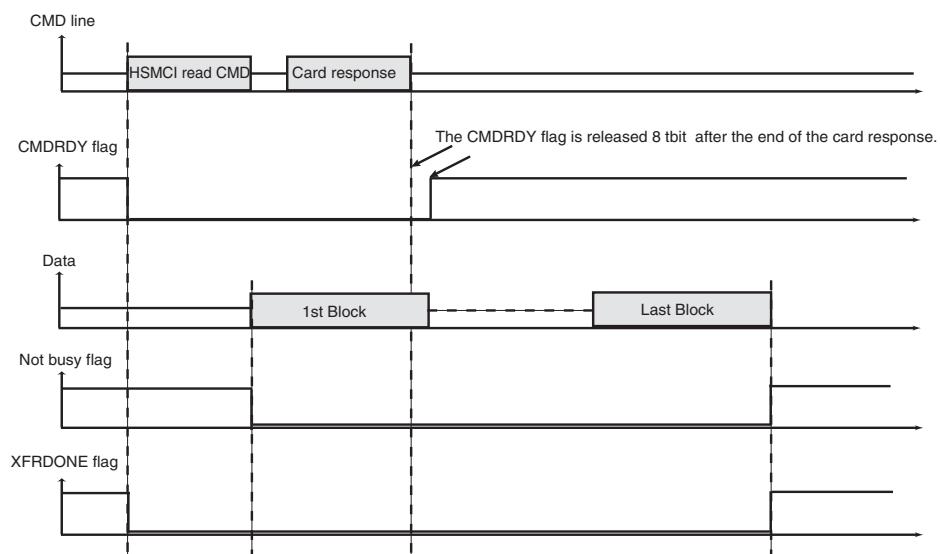 CMD line
HSMCI read CMD
Card response
The CMDRDY flag is released 8 tbit after the end of the card response.
CMDRDY flag
Data
1st Block
Last Block
Not busy flag
XFRDONE flag